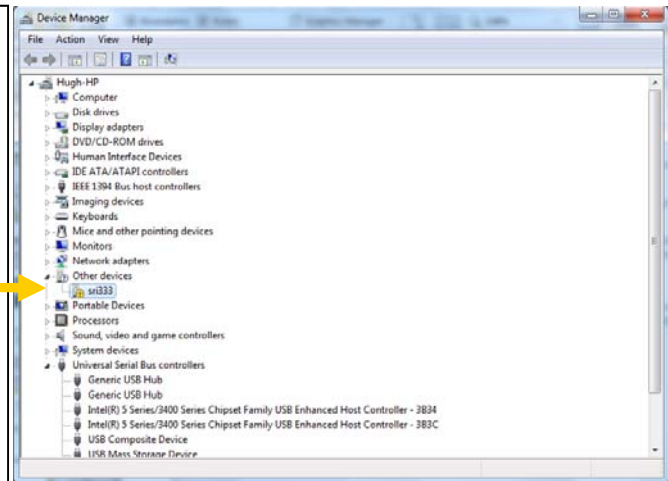 Device Manager
File Action View Help
Hugh-HP
Computer
Disk drives
Display adapters
DVD/CD-ROM drives
Human Interface Devices
IDE ATA/ATAPI controllers
IEEE 1394 Bus host controllers
Imaging devices
Keyboards
Mice and other pointing devices
Monitors
Network adapters
Other devices
sri333
Portable Devices
Processors
Sound, video and game controllers
System devices
Universal Serial Bus controllers
Generic USB Hub
Generic USB Hub
Intel(R) 5 Series/3400 Series Chipset Family USB Enhanced Host Controller - 3B34
Intel(R) 5 Series/3400 Series Chipset Family USB Enhanced Host Controller - 3B3C
USB Composite Device
USB Mass Storage Device